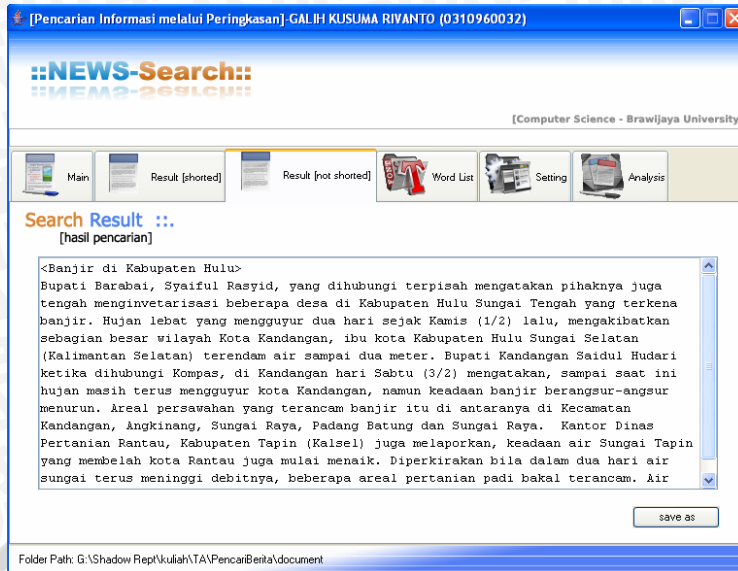 [Pencarian Informasi melalui Peringkasan]-GALIH KUSUMA RIVANTO (0310960032)
::NEWS-Search::
[Computer Science - Brawijaya University
Main
Result [shorted]
Result [not shorted]
Word List
Setting
Analysis
Search Result ::.
[hasil pencarian]
<Banjir di Kabupaten Hulu>
Bupati Barabai, Syaiful Rasyid, yang dihubungi terpisah mengatakan pihaknya juga
tengah menginvetarisasi beberapa desa di Kabupaten Hulu Sungai Tengah yang terkena
banjir. Hujan lebat yang mengguyur dua hari sejak Kamis (1/2) lalu, mengakibatkan
sebagian besar wilayah Kota Kandangan, ibu kota Kabupaten Hulu Sungai Selatan
(Kalimantan Selatan) terendam air sampai dua meter. Bupati Kandangan Saidul Hudari
ketika dihubungi Kompas, di Kandangan hari Sabtu (3/2) mengatakan, sampai saat ini
hujan masih terus mengguyur kota Kandangan, namun keadaan banjir berangsur-angsur
menurun. Areal persawahan yang terancam banjir itu di antaranya di Kecamatan
Kandangan, Angkinang, Sungai Raya, Padang Batung dan Sungai Raya.  Kantor Dinas
Pertanian Rantau, Kabupaten Tapin (Kalsel) juga melaporkan, keadaan air Sungai Tapin
yang membelah kota Rantau juga mulai menaik. Diperkirakan bila dalam dua hari air
sungai terus meninggi debitnya, beberapa areal pertanian padi bakal terancam. Air
save as
Folder Path: G:\Shadow Rept\kuliah\TA\PencariBerita\document